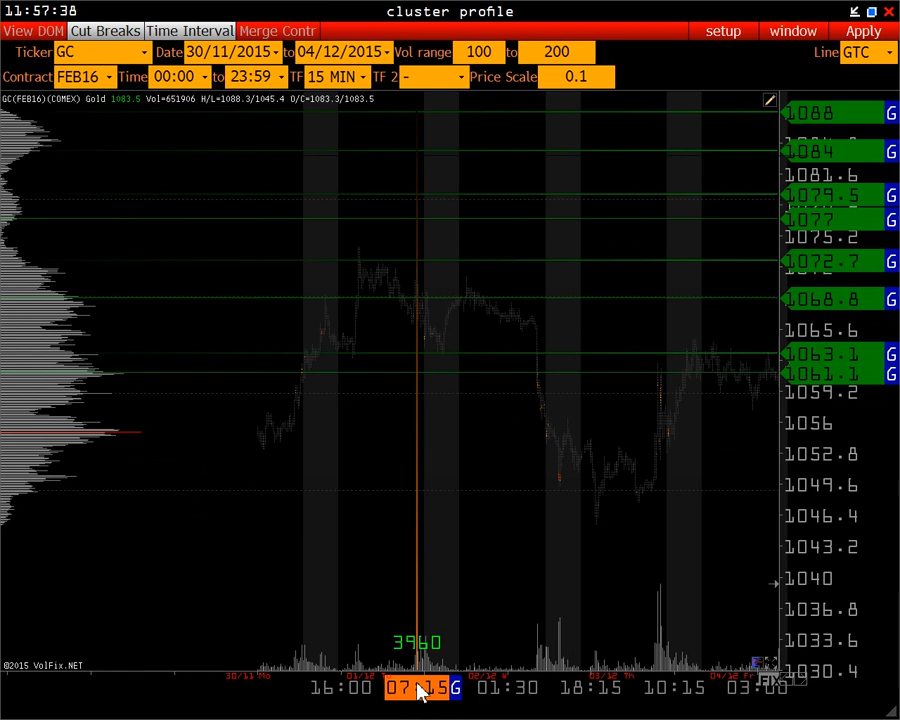 11:57:38 cluster profile
View DOM Cut Breaks Time Interval Merge Contr setup window Apply
Ticker GC Date 30/11/2015 to 04/12/2015 Vol range 100 to 200 Line GTC
Contract FEB16 Time 00:00 to 23:59 TF 15 MIN TF 2 - Price Scale 0.1
GC(FEB16)(COMEX) Gold 1083.5 Vol=651906 H/L=1088.3/1045.4 O/C=1083.3/1083.5
1088 G
1084 G
1081.6
1079.5 G
1077 G
1075.2
1072.7 G
1068.8 G
1065.6
1063.1 G
1061.1 G
1059.2
1056
1052.8
1049.6
1046.4
1043.2
1040
1036.8
1033.6
3960
©2015 VolFix.NET
1030.4
30/11 Mo 01/12 T 02/12 W 03/12 Th 04/12 Fr
16:00 07:15 G 01:30 18:15 10:15 03:00